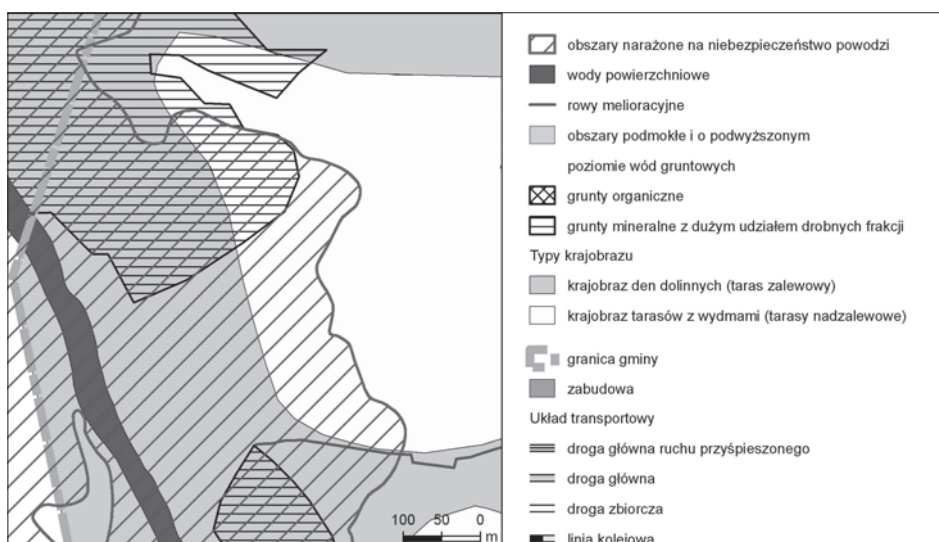 obszary narażone na niebezpieczeństwo powodzi
wody powierzchniowe
rowy melioracyjne
obszary podmokłe i o podwyższonym
poziomie wód gruntowych
grunty organiczne
grunty mineralne z dużym udziałem drobnych frakcji
Typy krajobrazu
krajobraz den dolinnych (taras zalewowy)
krajobraz tarasów z wydmami (tarasy nadzalewowe)
granica gminy
zabudowa
Układ transportowy
droga główna ruchu przyśpieszonego
droga główna
droga zbiorcza
linia kolejowa
100 50 0
m